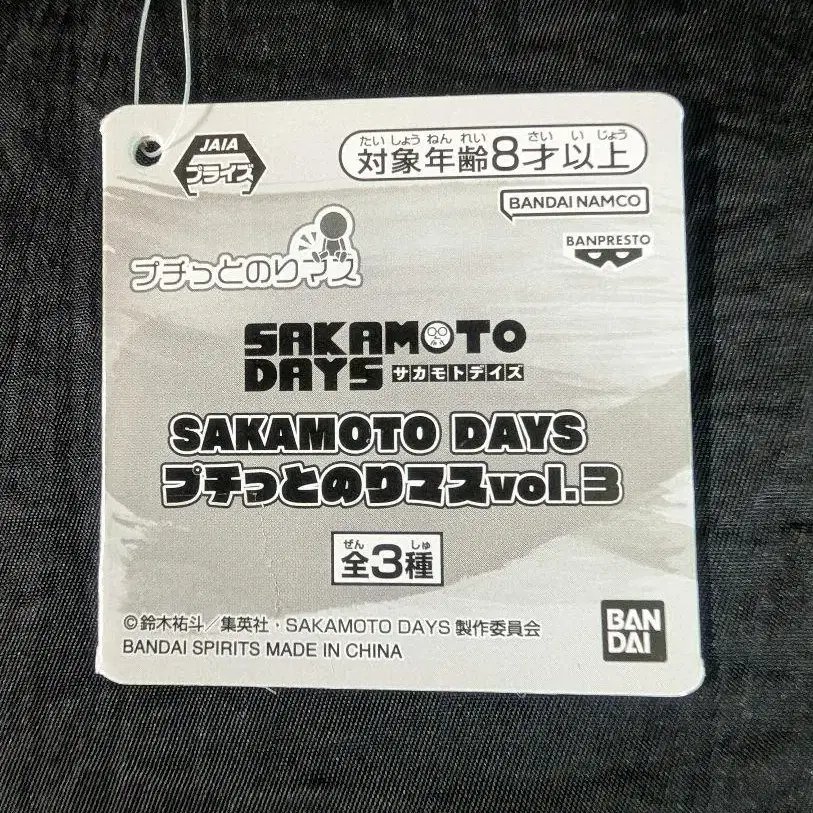 JAIA
プライズ
たいしょうねんれい さいいじょう
対象年齢8才以上
BANDAI NAMCO
BANPRESTO
プチっとのりマス
SAKAMOTO
DAYS サカモトデイズ
SAKAMOTO DAYS
プチっとのりマスvol.3
ぜん しゅ
全3種
©鈴木祐斗／集英社・SAKAMOTO DAYS 製作委員会
BANDAI SPIRITS MADE IN CHINA
BAN
DAI